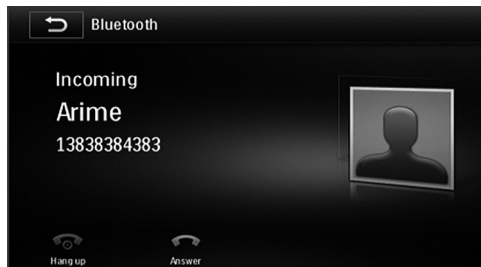 Bluetooth
Incoming
Arime
13838384383
Hang up
Answer